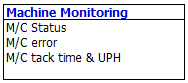 Machine Monitoring
M/C Status
M/C error
M/C tack time & UPH